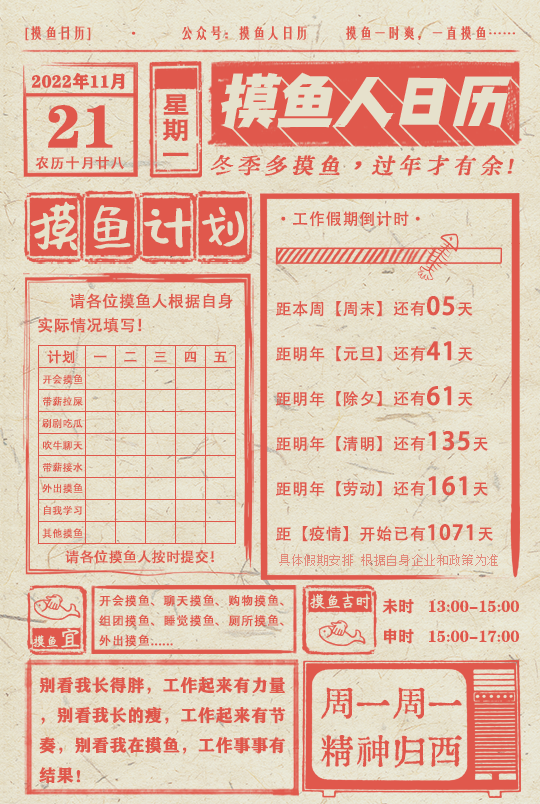 [摸鱼日历] · 公众号：摸鱼人日历 摸鱼一时爽，一直摸鱼……
2022年11月
21
农历十月廿八
星期一
摸鱼人日历
冬季多摸鱼，过年才有余！
摸鱼计划
请各位摸鱼人根据自身
实际情况填写！
计划 一 二 三 四 五
开会摸鱼
带薪拉屎
刷剧吃瓜
吹牛聊天
带薪接水
外出摸鱼
自我学习
其他摸鱼
请各位摸鱼人按时提交！
·工作假期倒计时·
距本周【周末】还有05天
距明年【元旦】还有41天
距明年【除夕】还有61天
距明年【清明】还有135天
距明年【劳动】还有161天
距【疫情】开始已有1071天
具体假期安排 根据自身企业和政策为准
摸鱼宜
开会摸鱼、聊天摸鱼、购物摸鱼、
组团摸鱼、睡觉摸鱼、厕所摸鱼、
外出摸鱼……
摸鱼吉时
未时 13:00-15:00
申时 15:00-17:00
别看我长得胖，工作起来有力量
，别看我长的瘦，工作起来有节
奏，别看我在摸鱼，工作事事有
结果！
周一周一
精神归西